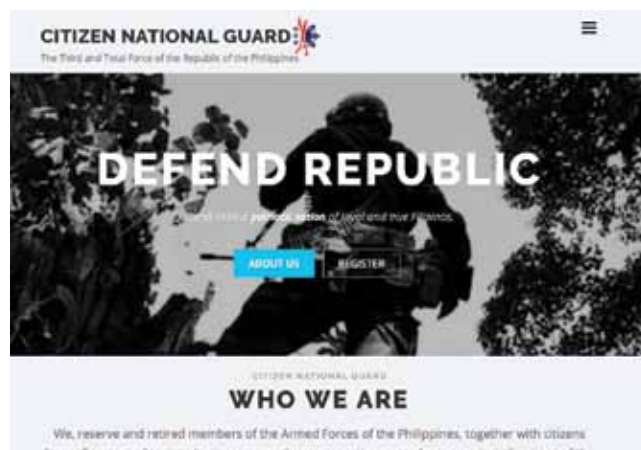 CITIZEN NATIONAL GUARD
The Third and Total Force of the Republic of the Philippines
DEFEND REPUBLIC
a patriotic nation of loyal and true Filipinos.
ABOUT US
REGISTER
CITIZEN NATIONAL GUARD
WHO WE ARE
We, reserve and retired members of the Armed Forces of the Philippines, together with citizens